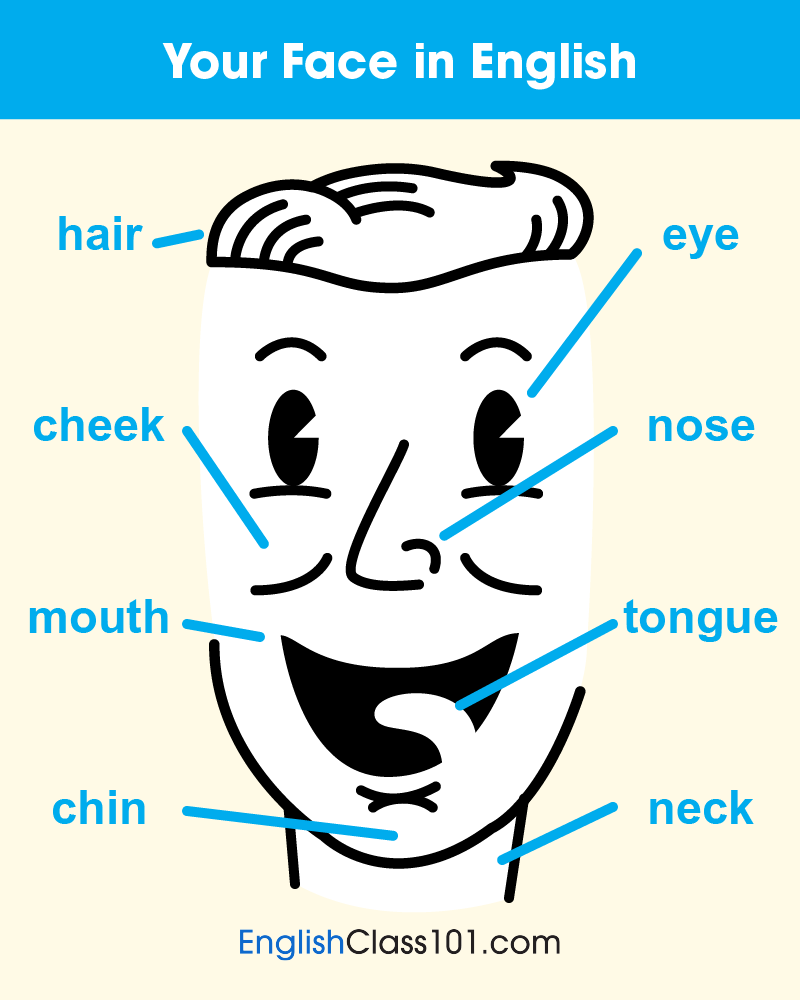 Your Face in English
hair
eye
cheek
nose
mouth
tongue
chin
neck
EnglishClass101.com